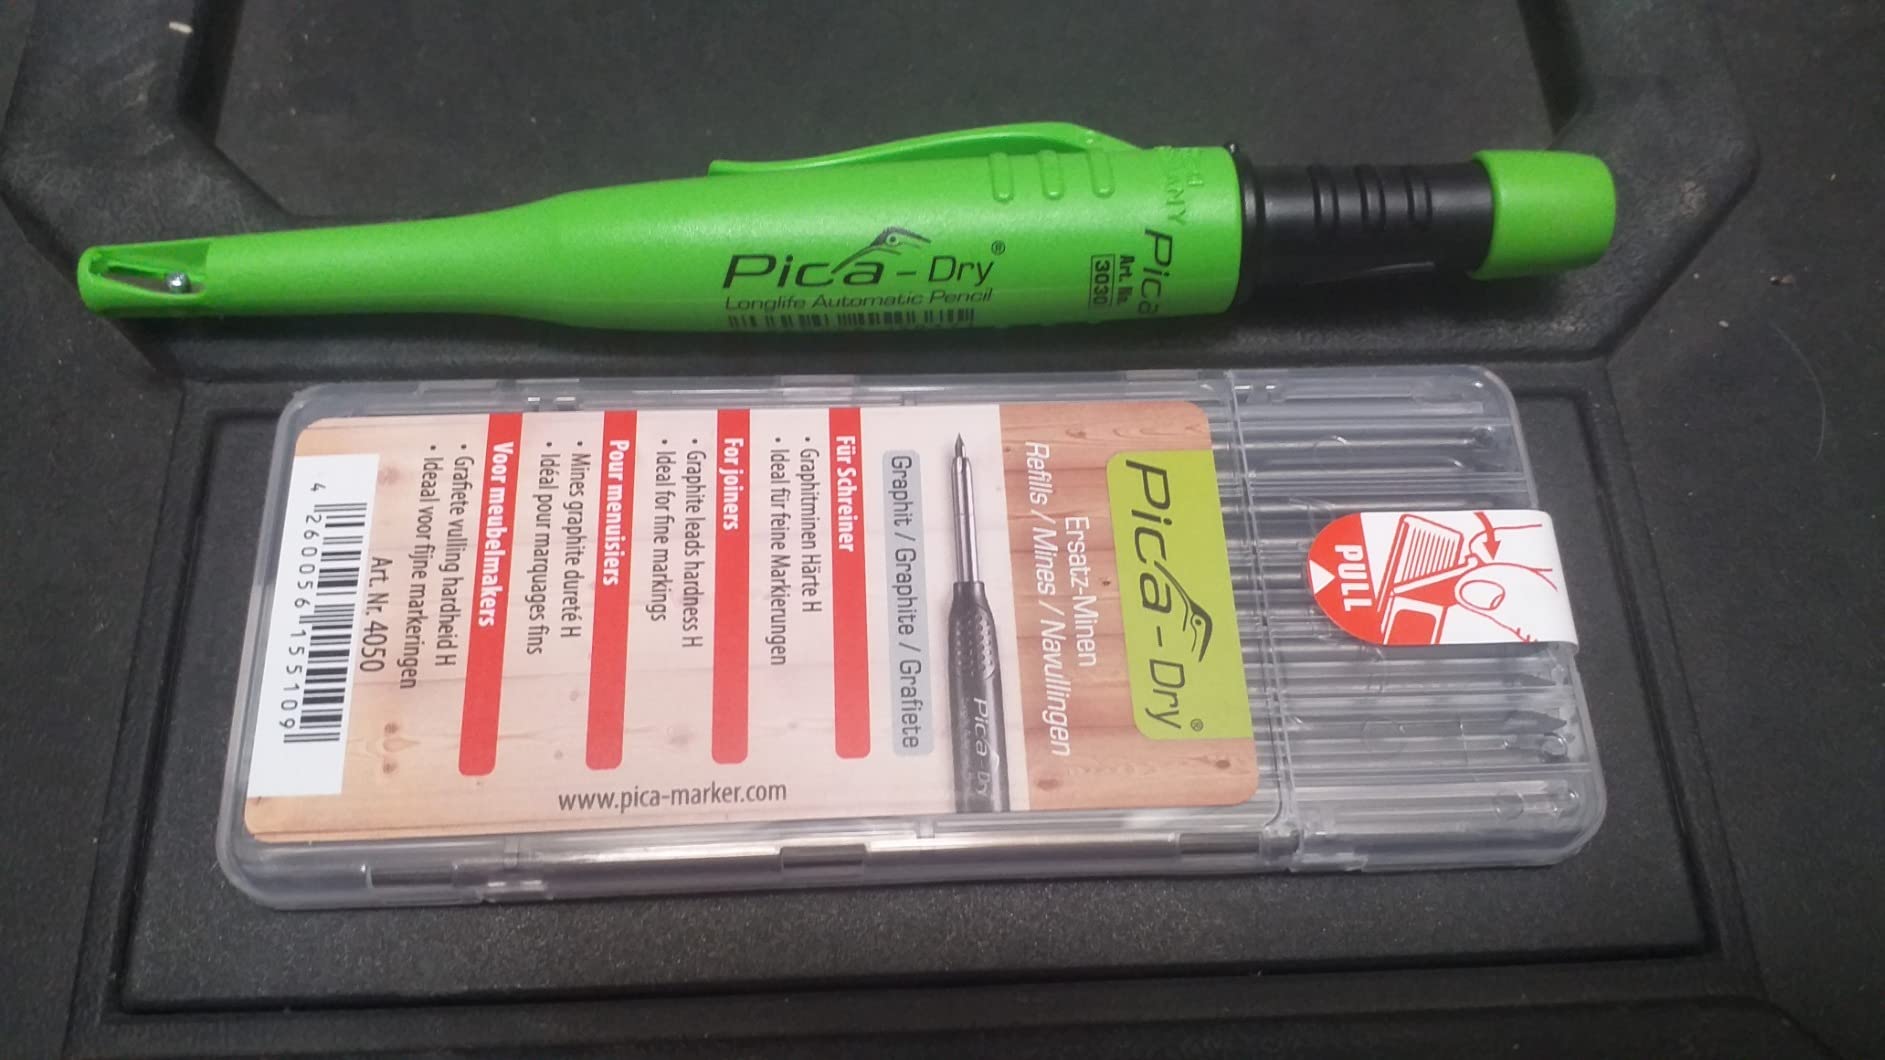 Pica-Dry®
Longlife Automatic Pencil
Art. No.
3030
Pica
Pica-Dry®
Ersatz-Minen
Refills / Mines / Navullingen
Pica-Dry
Graphit / Graphite / Grafiete
Für Schreiner
• Graphitminen Härte H
• Ideal für feine Markierungen
For joiners
• Graphite leads hardness H
• Ideal for fine markings
Pour menuisiers
• Mines graphite dureté H
• Idéal pour marquages fins
Voor meubelmakers
• Grafiete vulling hardheid H
• Ideaal voor fijne markeringen
Art. Nr. 4050
4 260056 155109
www.pica-marker.com
PULL